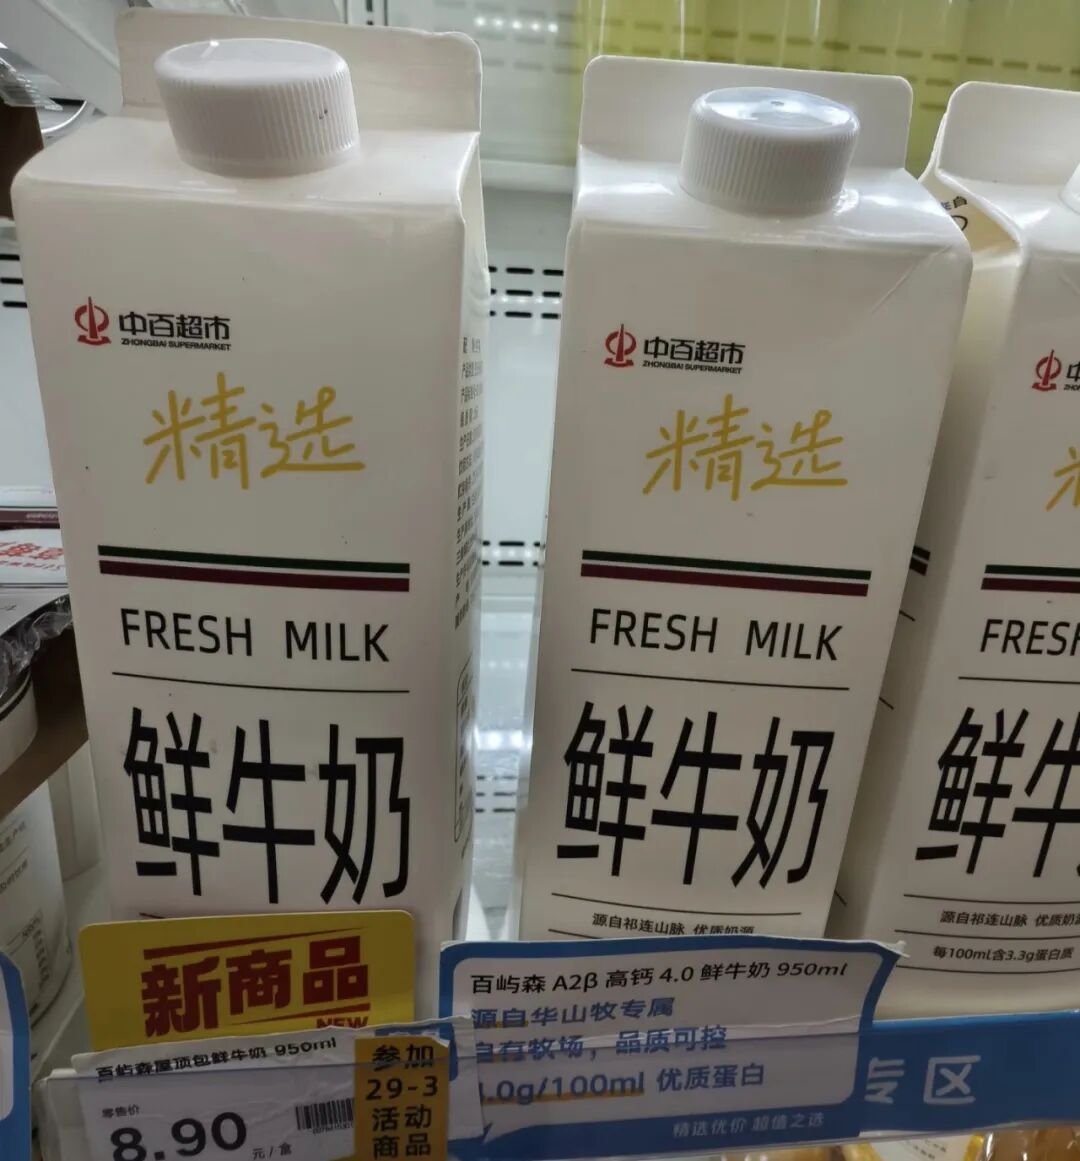 中百超市
ZHONGBAI SUPERMARKET
精选
FRESH MILK
鲜牛奶
中百超市
ZHONGBAI SUPERMARKET
精选
FRESH MILK
鲜牛奶
源自祁连山脉 优质奶源
FRESH
鲜牛
源自祁连山脉 优质奶
每100ml含3.3g蛋白质
新商品
NEW
百屿森屋顶包鲜牛奶 950ml
零售价
8.90
元/盒
参加
29-3
活动
商品
百屿森 A2β 高钙 4.0 鲜牛奶 950ml
源自华山牧专属
自有牧场，品质可控
.0g/100ml 优质蛋白
精选优价 超值之选
专区